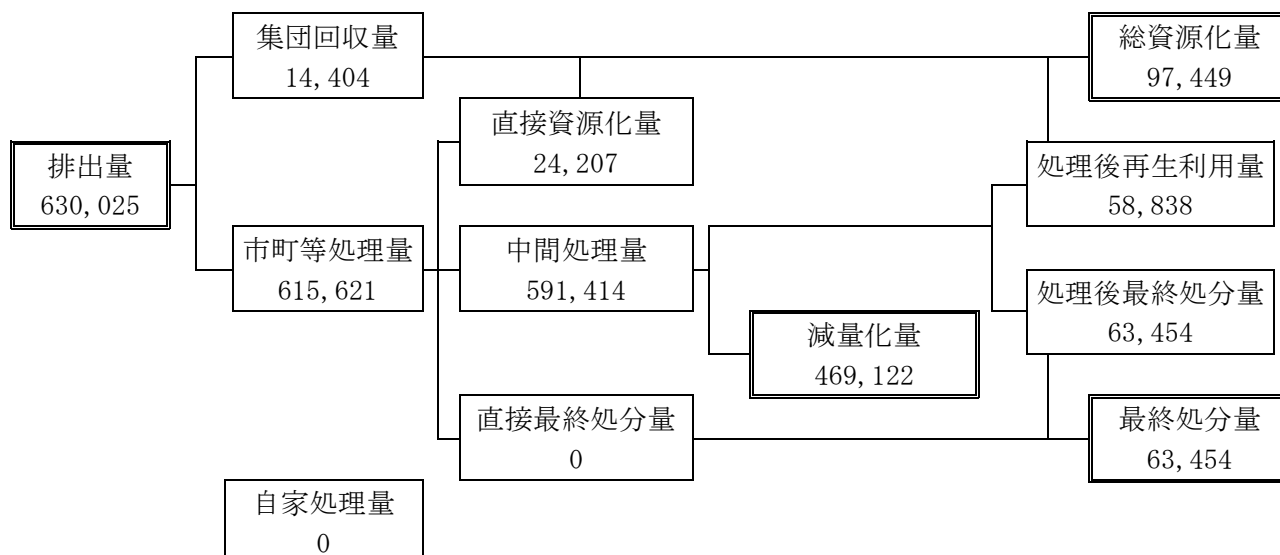 集団回収量
14,404
総資源化量
97,449
直接資源化量
24,207
排出量
630,025
処理後再生利用量
58,838
市町等処理量
615,621
中間処理量
591,414
処理後最終処分量
63,454
減量化量
469,122
直接最終処分量
0
最終処分量
63,454
自家処理量
0